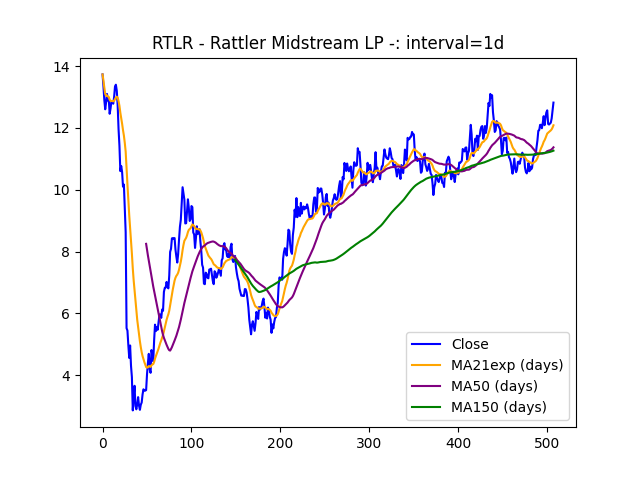 RTLR - Rattler Midstream LP -: interval=1d
14
12
10
8
6
4
0
100
200
300
400
500
Close
MA21exp (days)
MA50 (days)
MA150 (days)